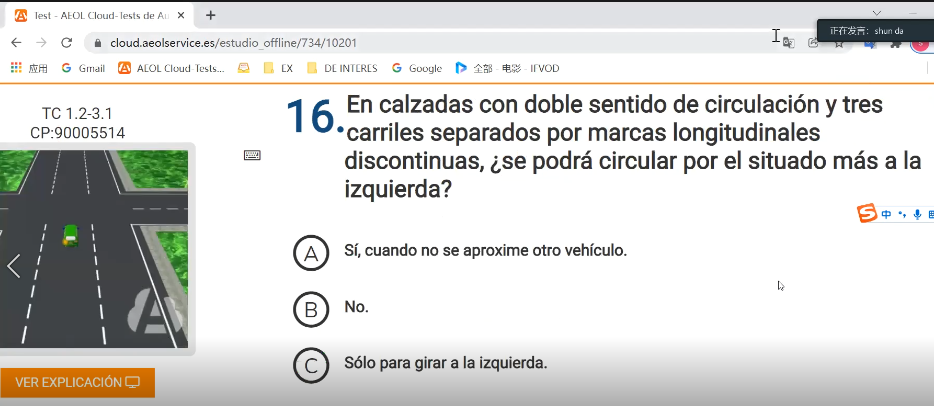 Test - AEOL Cloud-Tests de Au
正在发言: shun da
cloud.aeolservice.es/estudio_offline/734/10201
应用
Gmail
AEOL Cloud-Tests...
EX
DE INTERES
Google
全部 - 电影 - IFVOD
TC 1.2-3.1
CP:90005514
16.
En calzadas con doble sentido de circulación y tres
carriles separados por marcas longitudinales
discontinuas, ¿se podrá circular por el situado más a la
izquierda?
中
A
Sí, cuando no se aproxime otro vehículo.
B
No.
C
Sólo para girar a la izquierda.
VER EXPLICACIÓN